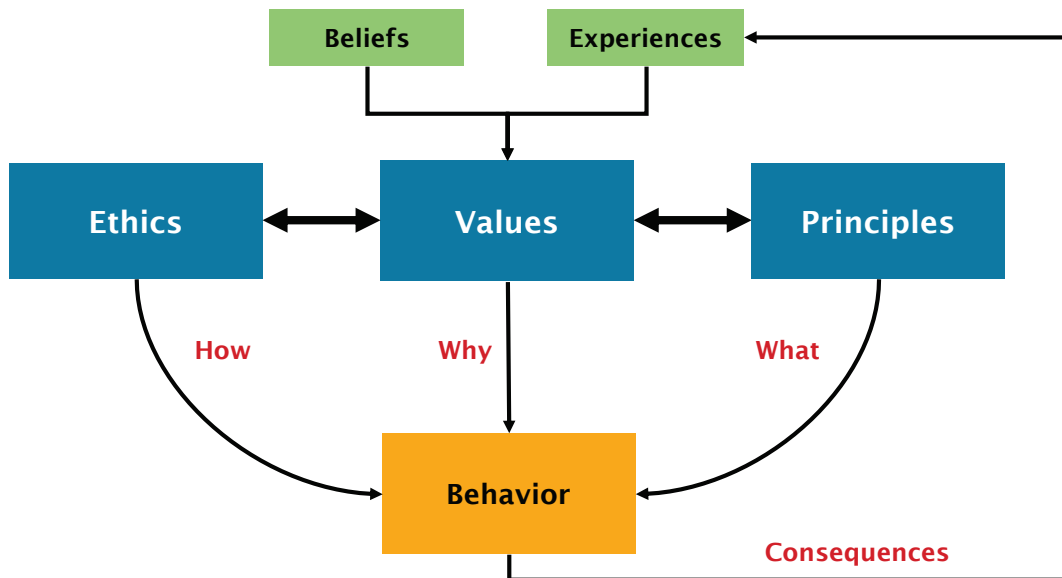 Beliefs
Experiences
Ethics
Values
Principles
How
Why
What
Behavior
Consequences